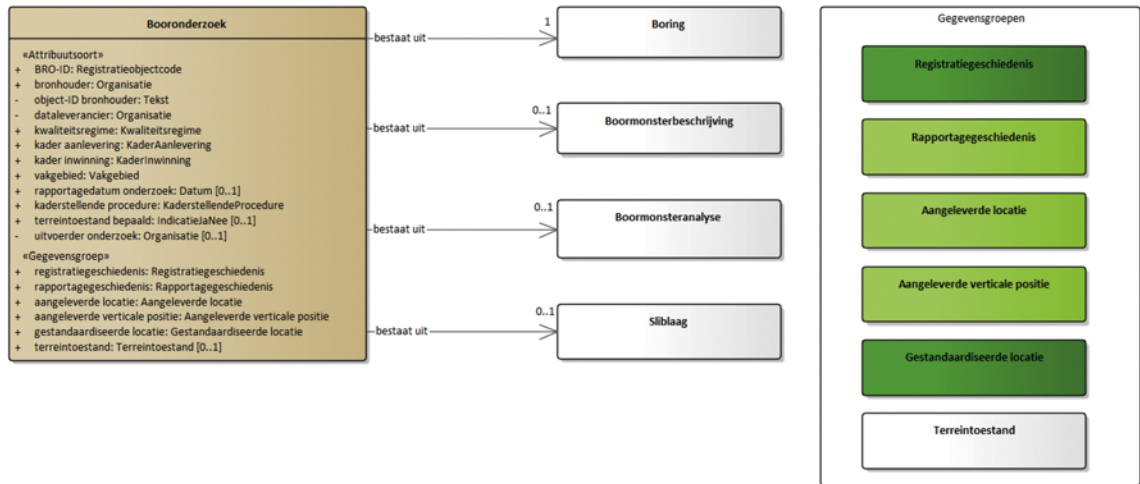 Booronderzoek
«Attribuutsoort»
+ BRO-ID: Registratieobjectcode
+ bronhouder: Organisatie
- object-ID bronhouder: Tekst
- dataleverancier: Organisatie
+ kwaliteitsregime: Kwaliteitsregime
+ kader aanlevering: KaderAanlevering
+ kader inwinning: KaderInwinning
+ vakgebied: Vakgebied
+ rapportagedatum onderzoek: Datum [0..1]
+ kaderstellende procedure: KaderstellendeProcedure
+ terreintoestand bepaald: IndicatieJaNee [0..1]
- uitvoerder onderzoek: Organisatie [0..1]
«Gegevensgroep»
+ registratiegeschiedenis: Registratiegeschiedenis
+ rapportagegeschiedenis: Rapportagegeschiedenis
+ aangeleverde locatie: Aangeleverde locatie
+ aangeleverde verticale positie: Aangeleverde verticale positie
+ gestandaardiseerde locatie: Gestandaardiseerde locatie
+ terreintoestand: Terreintoestand [0..1]
bestaat uit
1
Boring
bestaat uit
0..1
Boormonsterbeschrijving
bestaat uit
0..1
Boormonsteranalyse
bestaat uit
0..1
Sliblaag
Gegevensgroepen
Registratiegeschiedenis
Rapportagegeschiedenis
Aangeleverde locatie
Aangeleverde verticale positie
Gestandaardiseerde locatie
Terreintoestand